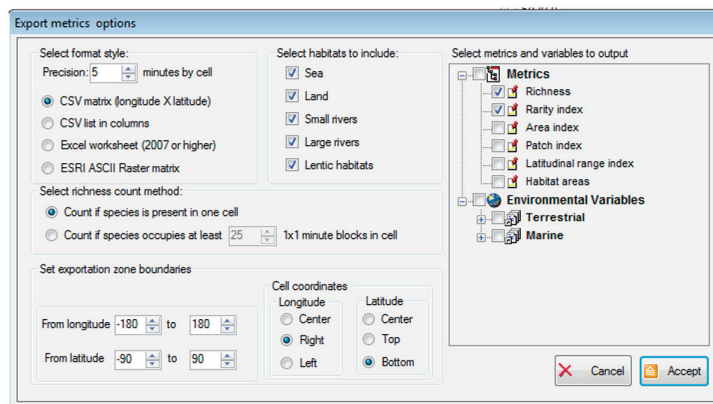 Export metrics options
Select format style:
Precision: 5 minutes by cell
CSV matrix (longitude X latitude)
CSV list in columns
Excel worksheet (2007 or higher)
ESRI ASCII Raster matrix
Select habitats to include:
Sea
Land
Small rivers
Large rivers
Lentic habitats
Select metrics and variables to output
Metrics
Richness
Rarity index
Area index
Patch index
Latitudinal range index
Habitat areas
Environmental Variables
Terrestrial
Marine
Select richness count method:
Count if species is present in one cell
Count if species occupies at least 25 1x1 minute blocks in cell
Set exportation zone boundaries
From longitude -180 to 180
From latitude -90 to 90
Cell coordinates
Longitude
Center
Right
Left
Latitude
Center
Top
Bottom
Cancel
Accept